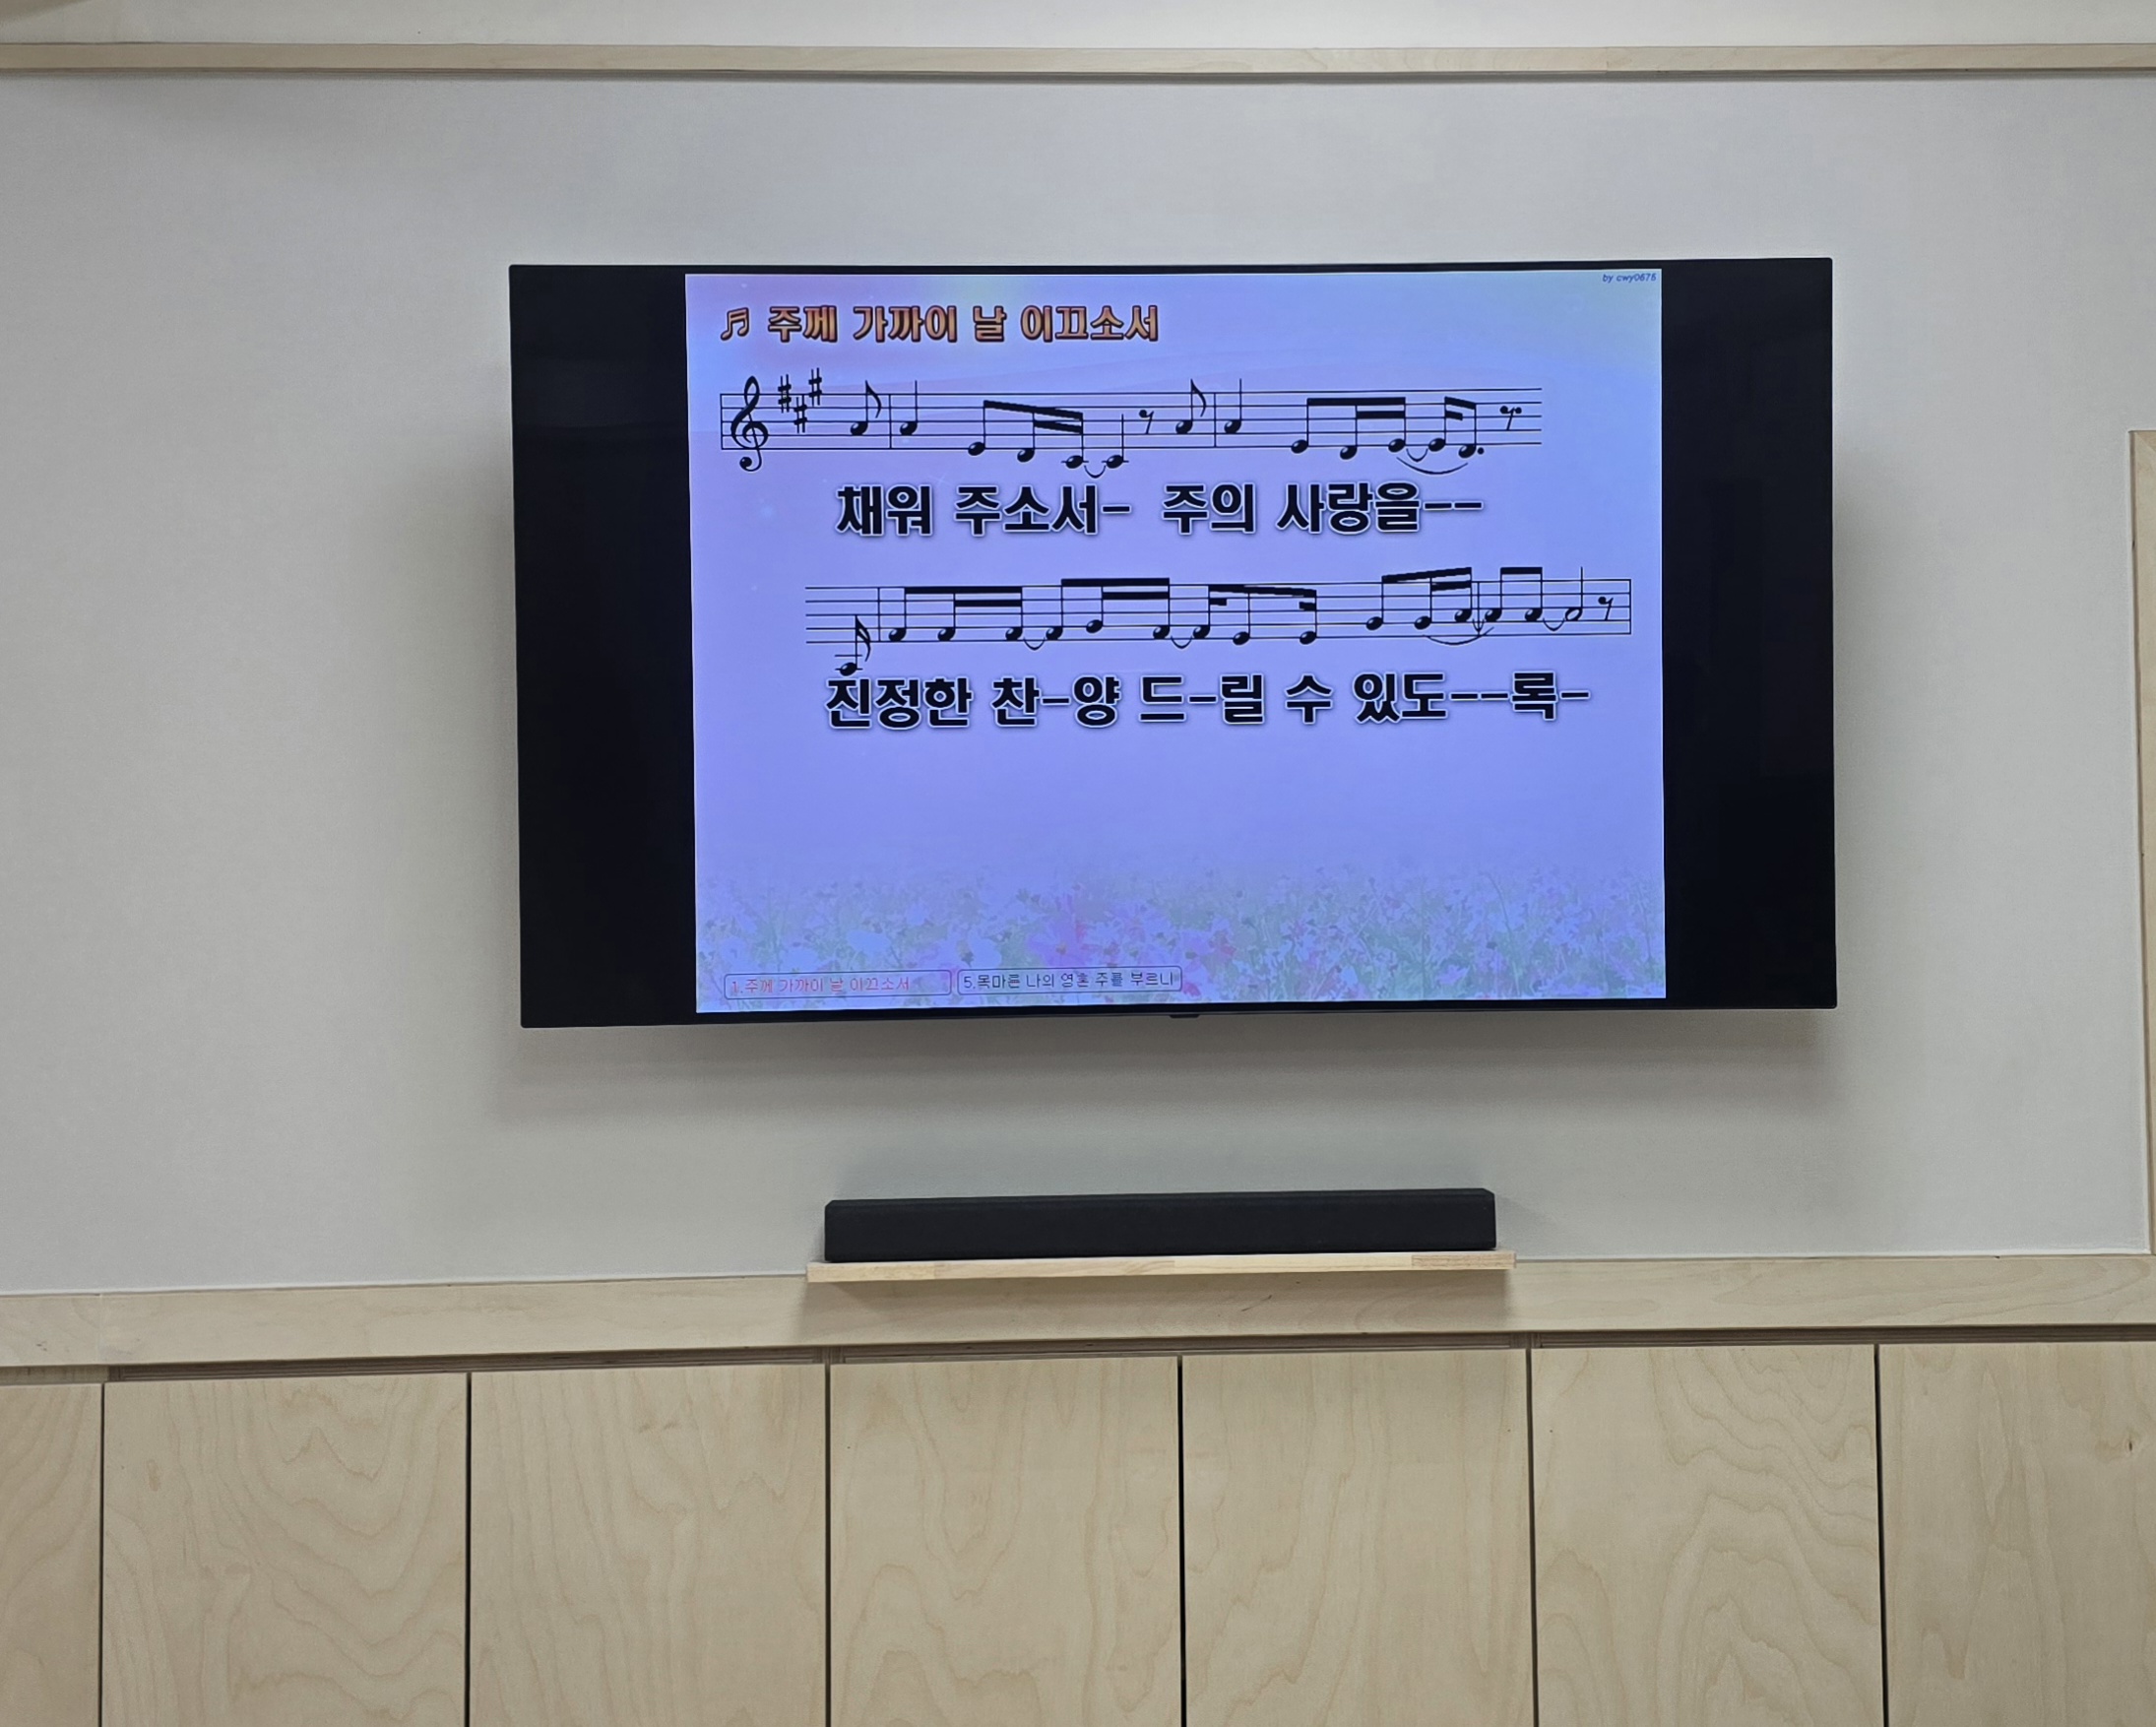 by cwy0675
♬ 주께 가까이 날 이끄소서
채워 주소서- 주의 사랑을--
진정한 찬-양 드-릴 수 있도--록-
1.주께 가까이 날 이끄소서
5.목마른 나의 영혼 주를 부르니